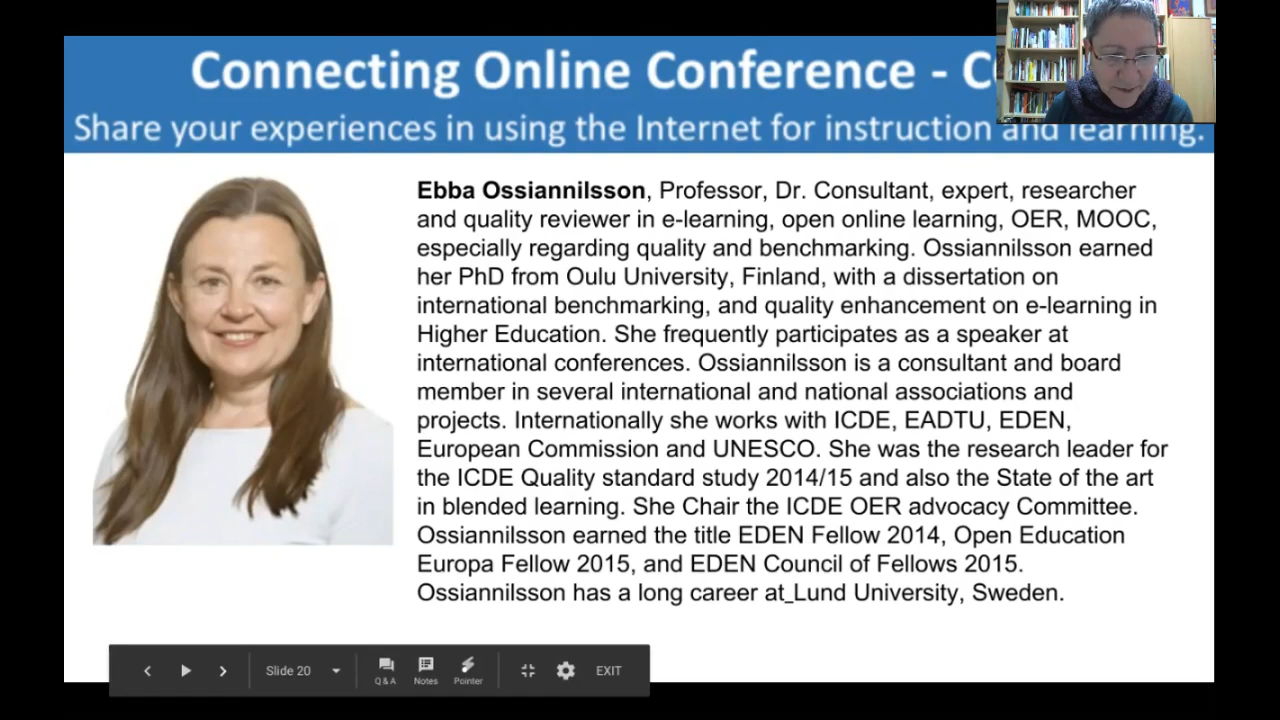 Connecting Online Conference -
Share your experiences in using the Internet for instruction and learning.
Ebba Ossiannilsson, Professor, Dr. Consultant, expert, researcher
and quality reviewer in e-learning, open online learning, OER, MOOC,
especially regarding quality and benchmarking. Ossiannilsson earned
her PhD from Oulu University, Finland, with a dissertation on
international benchmarking, and quality enhancement on e-learning in
Higher Education. She frequently participates as a speaker at
international conferences. Ossiannilsson is a consultant and board
member in several international and national associations and
projects. Internationally she works with ICDE, EADTU, EDEN,
European Commission and UNESCO. She was the research leader for
the ICDE Quality standard study 2014/15 and also the State of the art
in blended learning. She Chair the ICDE OER advocacy Committee.
Ossiannilsson earned the title EDEN Fellow 2014, Open Education
Europa Fellow 2015, and EDEN Council of Fellows 2015.
Ossiannilsson has a long career at_Lund University, Sweden.
Slide 20
Q & A
Notes
Pointer
EXIT